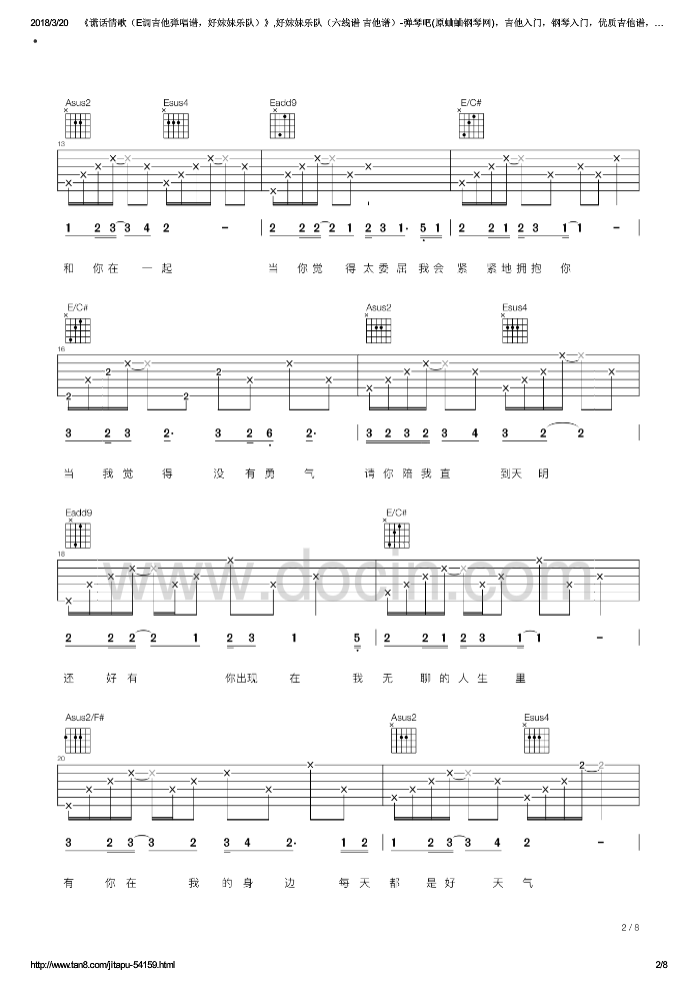 2018/3/20 《谎话情歌（E调吉他弹唱谱，好妹妹乐队）》,好妹妹乐队（六线谱 吉他谱）-弹琴吧(原蛐蛐钢琴网)，吉他入门，钢琴入门，优质吉他谱，…
Asus2 Esus4 Eadd9 E/C#
13
1 2 3 3 4 2 - | 2 2 2 2 1 2 3 1· 5 1 | 2 2 1 2 3 1 1 -
和 你 在 一 起 当 你 觉 得 太 委 屈 我 会 紧 紧 地 拥 抱 你
E/C# Asus2 Esus4
16
2 2 2 2
3 2 3 2· 3 2 6 2· | 3 2 3 2 3 4 3 2 2 |
当 我 觉 得 没 有 勇 气 请 你 陪 我 直 到 天 明
Eadd9 E/C#
18
www.docin.com
2 2 2 2 1 2 3 1 5 | 2 2 1 2 3 1 1 - |
还 好 有 你 出现 在 我 无 聊 的 人 生 里
Asus2/F# Asus2 Esus4
20
2 2
3 2 3 3 2 3 4 2· 1 2 | 1 2 3 3 4 2 - |
有 你 在 我 的 身 边 每 天 都 是 好 天 气
2 / 8
http://www.tan8.com/jitapu-54159.html 2/8